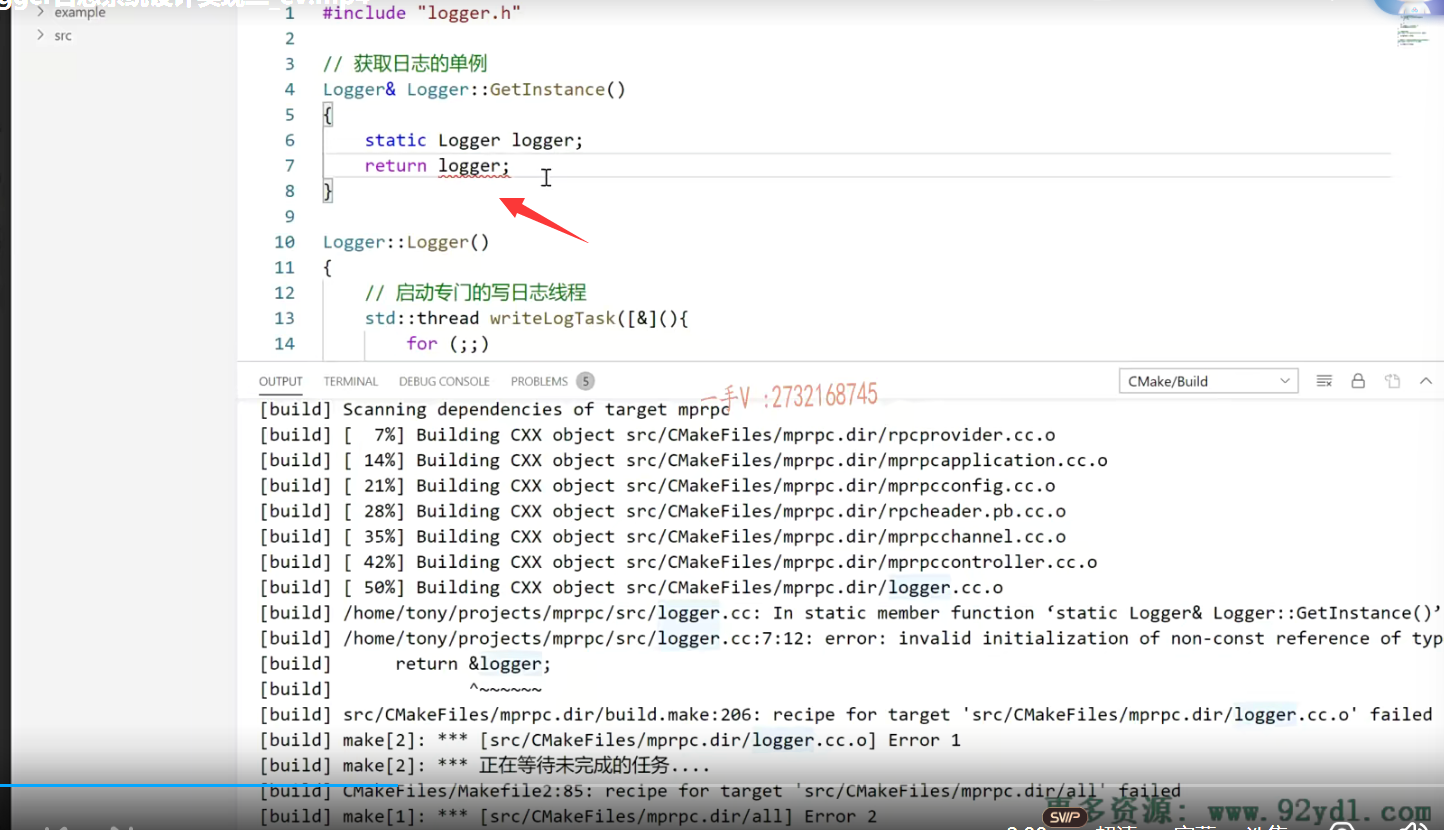 example
src
1 #include "logger.h"
2
3 // 获取日志的单例
4 Logger& Logger::GetInstance()
5 {
6 static Logger logger;
7 return logger;
8 }
9
10 Logger::Logger()
11 {
12 // 启动专门的写日志线程
13 std::thread writeLogTask([&](){
14 for (;;)
OUTPUT TERMINAL DEBUG CONSOLE PROBLEMS 5 CMake/Build
一手V :2732168745
[build] Scanning dependencies of target mprpc
[build] [  7%] Building CXX object src/CMakeFiles/mprpc.dir/rpcprovider.cc.o
[build] [ 14%] Building CXX object src/CMakeFiles/mprpc.dir/mprpcapplication.cc.o
[build] [ 21%] Building CXX object src/CMakeFiles/mprpc.dir/mprpcconfig.cc.o
[build] [ 28%] Building CXX object src/CMakeFiles/mprpc.dir/rpcheader.pb.cc.o
[build] [ 35%] Building CXX object src/CMakeFiles/mprpc.dir/mprpcchannel.cc.o
[build] [ 42%] Building CXX object src/CMakeFiles/mprpc.dir/mprpccontroller.cc.o
[build] [ 50%] Building CXX object src/CMakeFiles/mprpc.dir/logger.cc.o
[build] /home/tony/projects/mprpc/src/logger.cc: In static member function ‘static Logger& Logger::GetInstance()’
[build] /home/tony/projects/mprpc/src/logger.cc:7:12: error: invalid initialization of non-const reference of typ
[build] return &logger;
[build] ^~~~~~~
[build] src/CMakeFiles/mprpc.dir/build.make:206: recipe for target 'src/CMakeFiles/mprpc.dir/logger.cc.o' failed
[build] make[2]: *** [src/CMakeFiles/mprpc.dir/logger.cc.o] Error 1
[build] make[2]: *** 正在等待未完成的任务....
[build] CMakeFiles/Makefile2:85: recipe for target 'src/CMakeFiles/mprpc.dir/all' failed
[build] make[1]: *** [src/CMakeFiles/mprpc.dir/all] Error 2
更多资源：www.92ydl.com
SVIP